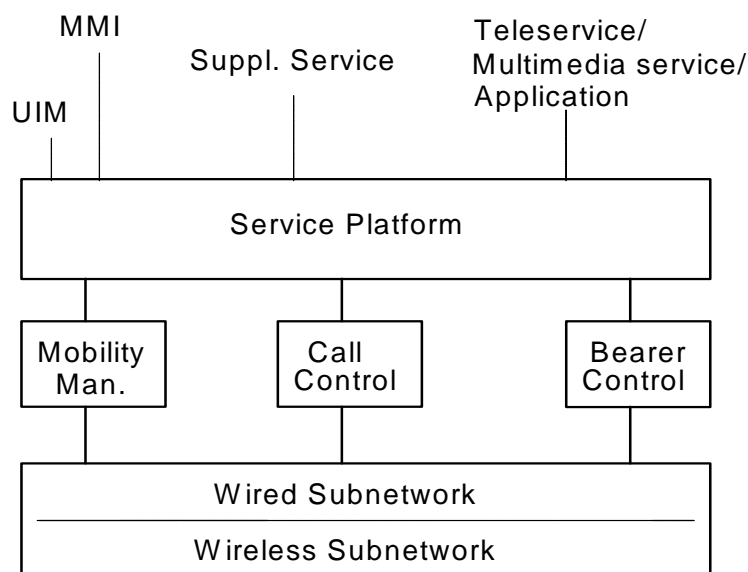 MMI
UIM
Suppl. Service
Teleservice/
Multimedia service/
Application
Service Platform
Mobility
Man.
Call
Control
Bearer
Control
Wired Subnetwork
Wireless Subnetwork